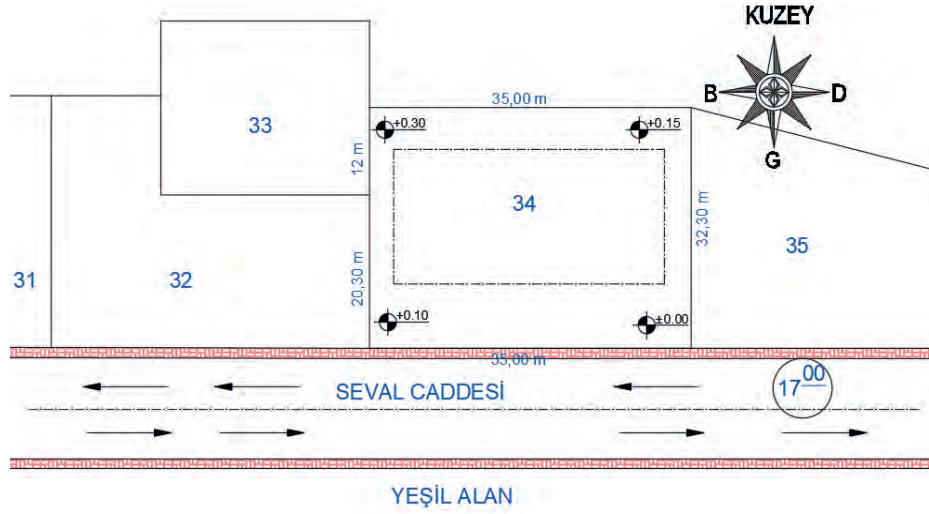 KUZEY
B
D
G
35,00 m
+0.30
+0.15
33
12 m
34
32,30 m
35
31
32
20,30 m
+0.10
+0.00
35,00 m
17 00
SEVAL CADDESİ
YEŞİL ALAN